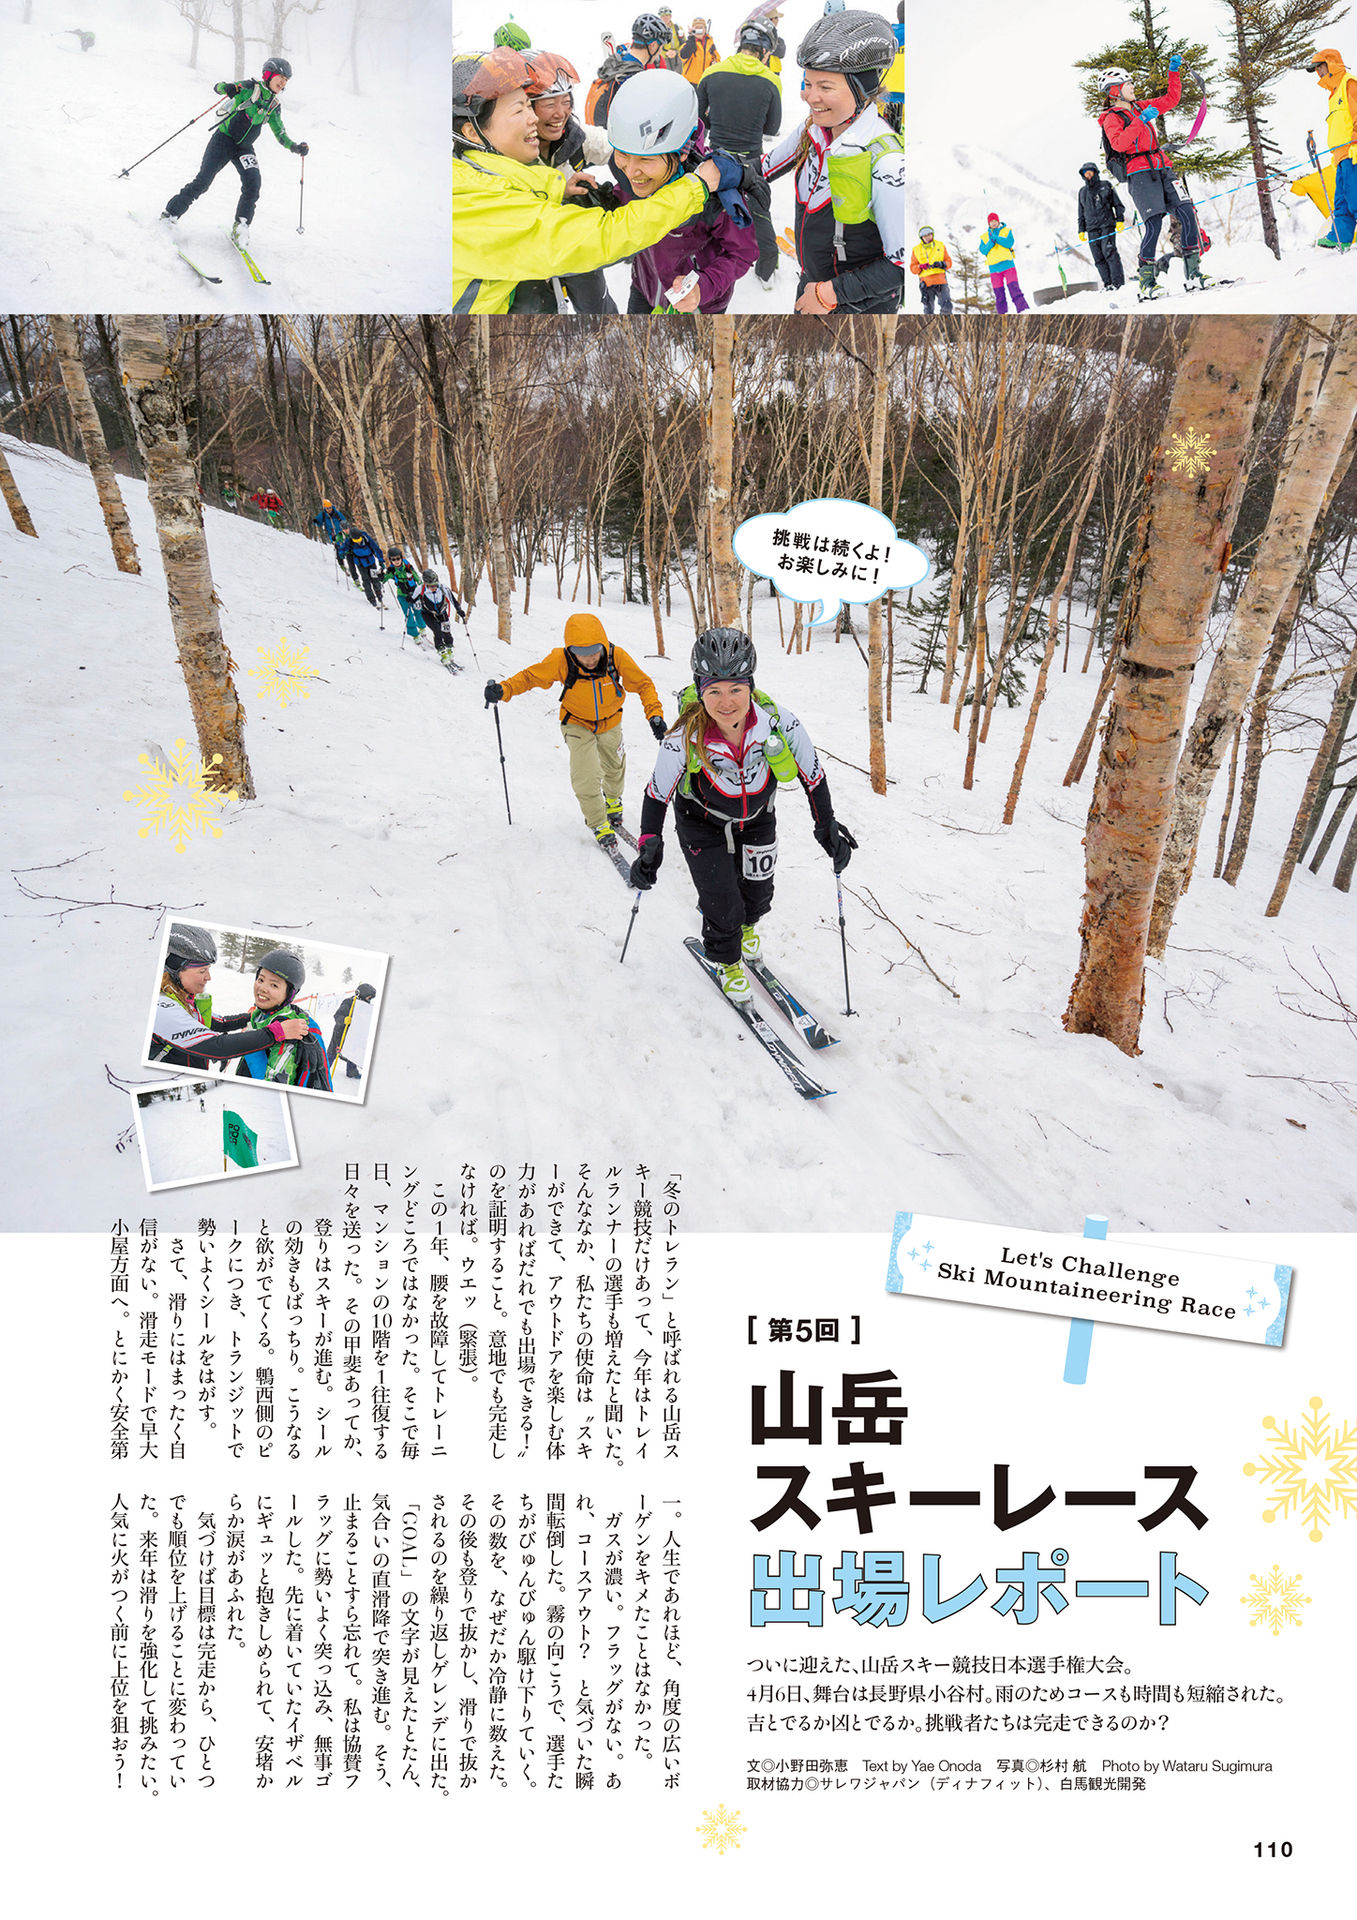 挑戦は続くよ！
お楽しみに！
Let's Challenge
Ski Mountaineering Race
[ 第5回 ]
山岳
スキーレース
出場レポート
ついに迎えた、山岳スキー競技日本選手権大会。
4月6日、舞台は長野県小谷村。雨のためコースも時間も短縮された。
吉とでるか凶とでるか。挑戦者たちは完走できるのか？
文◎小野田弥恵　Text by Yae Onoda　写真◎杉村 航　Photo by Wataru Sugimura
取材協力◎サレワジャパン（ディナフィット）、白馬観光開発
「冬のトレラン」と呼ばれる山岳ス
キー競技だけあって、今年はトレイ
ルランナーの選手も増えたと聞いた。
そんななか、私たちの使命は〝スキ
ーができて、アウトドアを楽しむ体
力があればだれでも出場できる！〟
のを証明すること。意地でも完走し
なければ。ウエッ（緊張）。
この1年、腰を故障してトレーニ
ングどころではなかった。そこで毎
日、マンションの10階を1往復する
日々を送った。その甲斐あってか、
登りはスキーが進む。シール
の効きもばっちり。こうなる
と欲がでてくる。鵯西側のピ
ークにつき、トランジットで
勢いよくシールをはがす。
さて、滑りにはまったく自
信がない。滑走モードで早大
小屋方面へ。とにかく安全第
一。人生であれほど、角度の広いボ
ーゲンをキメたことはなかった。
ガスが濃い。フラッグがない。あ
れ、コースアウト？　と気づいた瞬
間転倒した。霧の向こうで、選手た
ちがびゅんびゅん駆け下りていく。
その数を、なぜだか冷静に数えた。
その後も登りで抜かし、滑りで抜か
されるのを繰り返しゲレンデに出た。
「GOAL」の文字が見えたとたん、
気合いの直滑降で突き進む。そう、
止まることすら忘れて。私は協賛フ
ラッグに勢いよく突っ込み、無事ゴ
ールした。先に着いていたイザベル
にギュッと抱きしめられて、安堵か
らか涙があふれた。
気づけば目標は完走から、ひとつ
でも順位を上げることに変わってい
た。来年は滑りを強化して挑みたい。
人気に火がつく前に上位を狙おう！
110
DYNAFIT
10